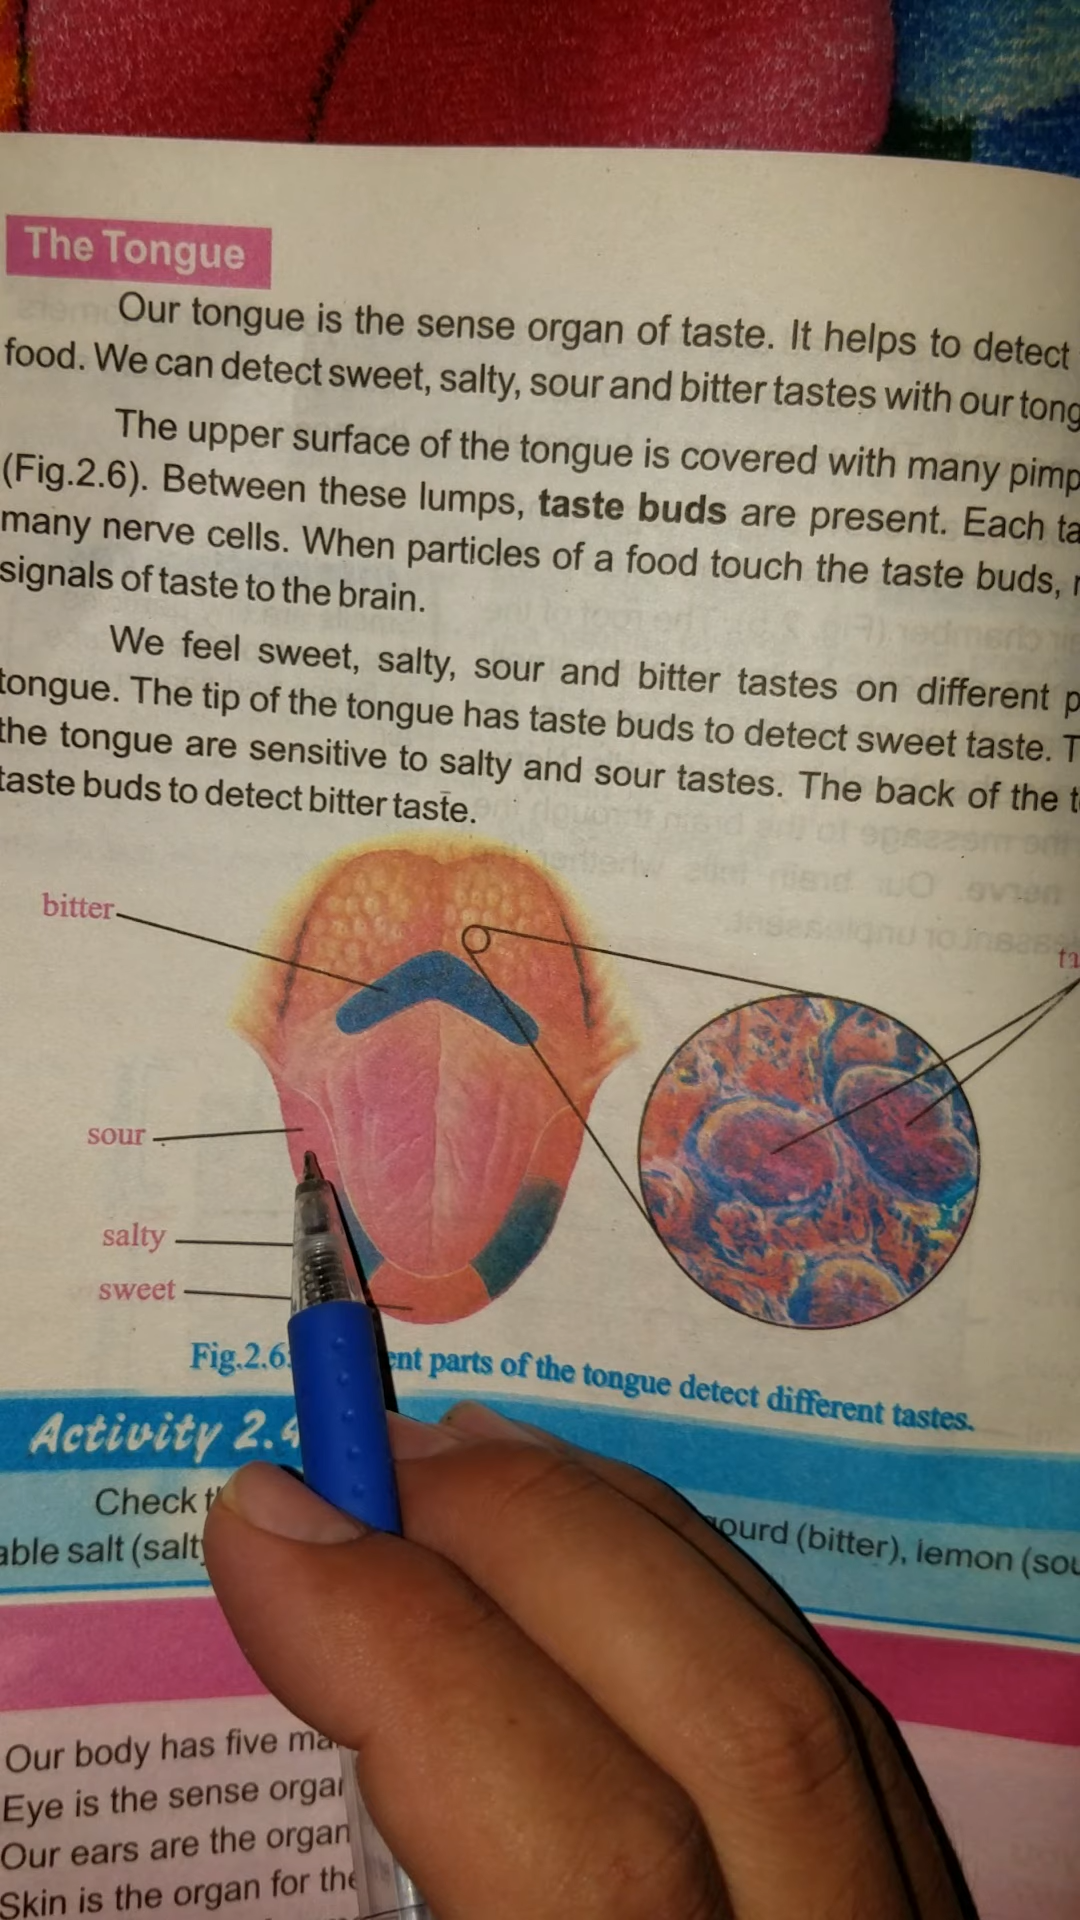 The Tongue
Our tongue is the sense organ of taste. It helps to detect
food. We can detect sweet, salty, sour and bitter tastes with our tong
The upper surface of the tongue is covered with many pimp
(Fig.2.6). Between these lumps, taste buds are present. Each ta
many nerve cells. When particles of a food touch the taste buds,
signals of taste to the brain.
We feel sweet, salty, sour and bitter tastes on different p
tongue. The tip of the tongue has taste buds to detect sweet taste. T
the tongue are sensitive to salty and sour tastes. The back of the t
taste buds to detect bitter taste.
bitter
ta
sour
salty
sweet
Fig.2.6: ent parts of the tongue detect different tastes.
Activity 2.4
Check t ourd (bitter), lemon (sou
able salt (salty
Our body has five ma
Eye is the sense organ
Our ears are the organ
Skin is the organ for the